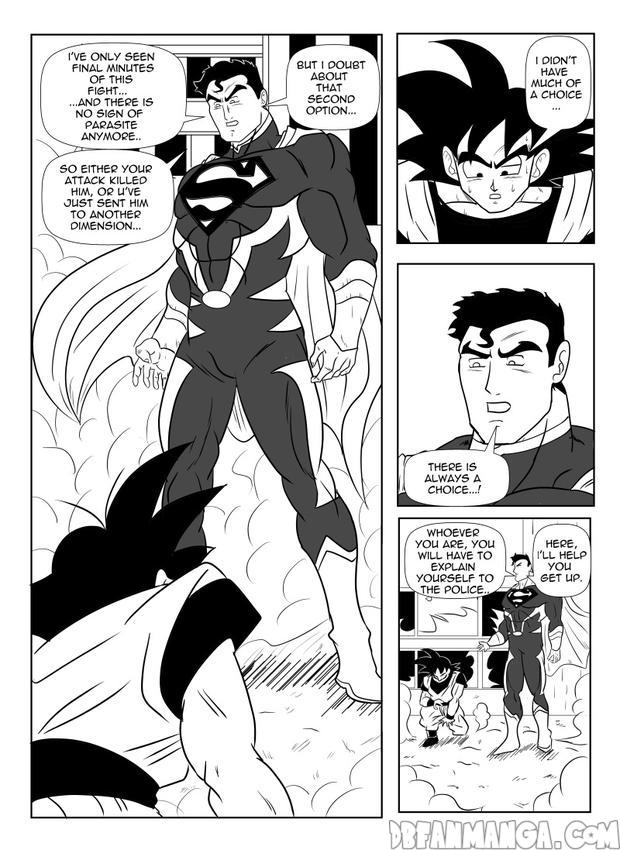 I'VE ONLY SEEN
FINAL MINUTES
OF THIS
FIGHT...
...AND THERE IS
NO SIGN OF
PARASITE
ANYMORE..
SO EITHER YOUR
ATTACK KILLED
HIM, OR U'VE
JUST SENT HIM
TO ANOTHER
DIMENSION...
BUT I DOUBT
ABOUT
THAT
SECOND
OPTION...
I DIDN'T
HAVE
MUCH OF
A CHOICE
...
THERE IS
ALWAYS A
CHOICE...!
WHOEVER
YOU ARE, YOU
WILL HAVE TO
EXPLAIN
YOURSELF TO
THE POLICE..
HERE,
I'LL HELP
YOU
GET UP.
DBFANMANGA.COM